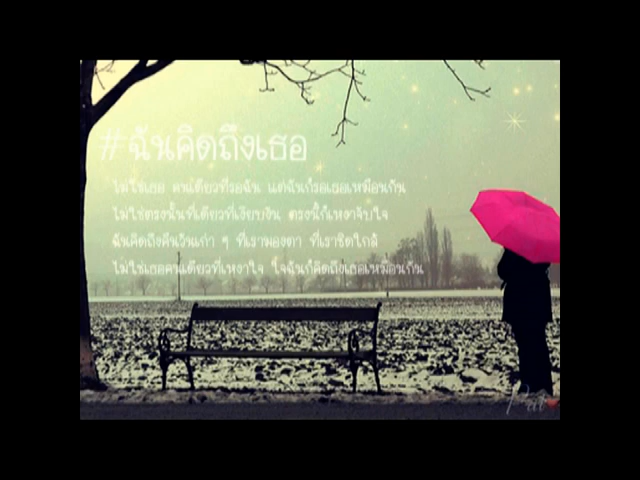 #ฉันคิดถึงเธอ
ไม่ใช่เธอ คนเดียวที่รอฉัน แต่ฉันก็รอเธอเหมือนกัน
ไม่ใช่ตรงนั้นที่เดียวที่เงียบงัน ตรงนี้ก็เหงาจับใจ
ฉันคิดถึงคืนวันเก่า ๆ ที่เรามองตา ที่เราชิดใกล้
ไม่ใช่เธอคนเดียวที่เหงาใจ ใจฉันก็คิดถึงเธอเหมือนกัน